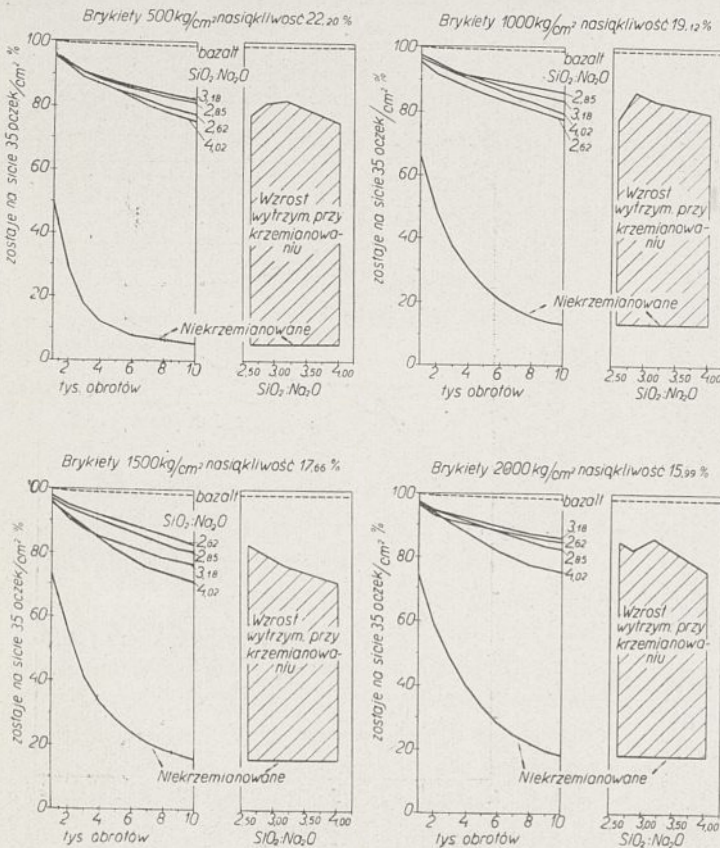 Brykiety 500kg/cm² nasiąkliwość 22,20 %
zostaje na sicie 35 oczek/cm² %
100
80
60
40
20
0
bazalt
SiO₂:Na₂O
3,18
2,85
2,62
4,02
Niekrzemianowane
2 4 6 8 10
tys. obrotów
Wzrost
wytrzym. przy
krzemianowa-
niu
2,50 3,00 3,50 4,00
SiO₂:Na₂O
Brykiety 1000kg/cm² nasiąkliwość 19,12 %
zostaje na sicie 35 oczek/cm² %
100
80
60
40
20
0
bazalt
SiO₂:Na₂O
2,85
3,18
4,02
2,62
Niekrzemianowane
2 4 6 8 10
tys obrotów
Wzrost
wytrzym. przy
krzemianowa-
niu
2,50 3,00 3,50 4,00
SiO₂:Na₂O
Brykiety 1500kg/cm² nasiąkliwość 17,66 %
zostaje na sicie 35 oczek/cm² %
100
80
60
40
20
0
bazalt
SiO₂:Na₂O
2,62
2,85
3,18
4,02
Niekrzemianowane
2 4 6 8 10
tys obrotów
Wzrost
wytrzym. przy
krzemianowa-
niu
2,50 3,00 3,50 4,00
SiO₂:Na₂O
Brykiety 2000kg/cm² nasiąkliwość 15,99 %
zostaje na sicie 35 oczek/cm² %
100
80
60
40
20
0
bazalt
SiO₂:Na₂O
3,18
2,62
2,85
4,02
Niekrzemianowane
2 4 6 8 10
tys obrotów
Wzrost
wytrzym. przy
krzemianowa-
niu
2,50 3,00 3,50 4,00
SiO₂:Na₂O